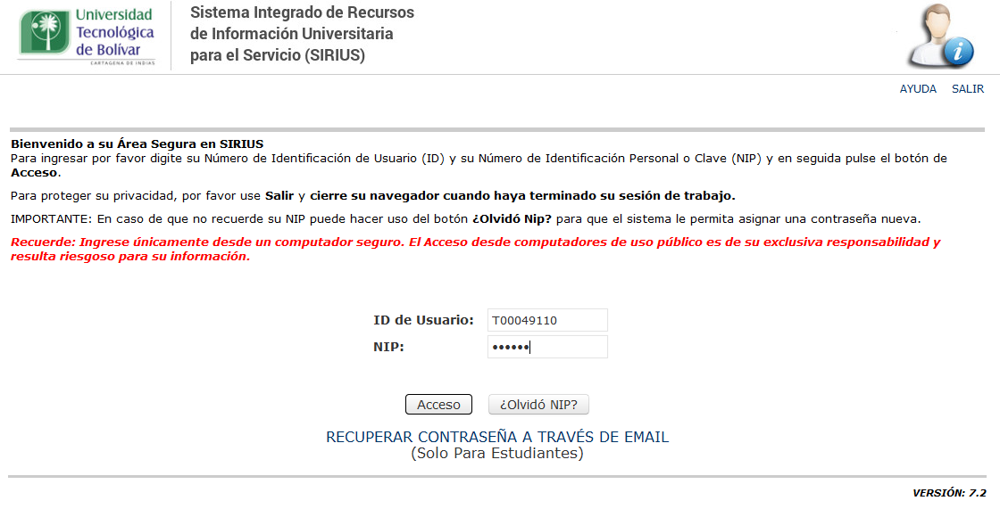 Universidad
Tecnológica
de Bolívar
CARTAGENA DE INDIAS
Sistema Integrado de Recursos
de Información Universitaria
para el Servicio (SIRIUS)
AYUDA SALIR
Bienvenido a su Área Segura en SIRIUS
Para ingresar por favor digite su Número de Identificación de Usuario (ID) y su Número de Identificación Personal o Clave (NIP) y en seguida pulse el botón de
Acceso.
Para proteger su privacidad, por favor use Salir y cierre su navegador cuando haya terminado su sesión de trabajo.
IMPORTANTE: En caso de que no recuerde su NIP puede hacer uso del botón ¿Olvidó Nip? para que el sistema le permita asignar una contraseña nueva.
Recuerde: Ingrese únicamente desde un computador seguro. El Acceso desde computadores de uso público es de su exclusiva responsabilidad y
resulta riesgoso para su información.
ID de Usuario: T00049110
NIP: ••••••
Acceso ¿Olvidó NIP?
RECUPERAR CONTRASEÑA A TRAVÉS DE EMAIL
(Solo Para Estudiantes)
VERSIÓN: 7.2